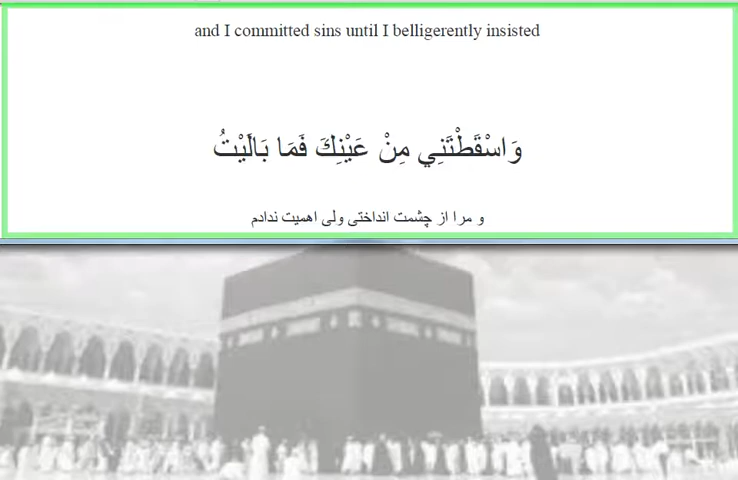 and I committed sins until I belligerently insisted
وَاسْقَطْتَنِي مِنْ عَيْنِكَ فَمَا بَالَيْتُ
و مرا از چشمت انداختی ولی اهمیت ندادم